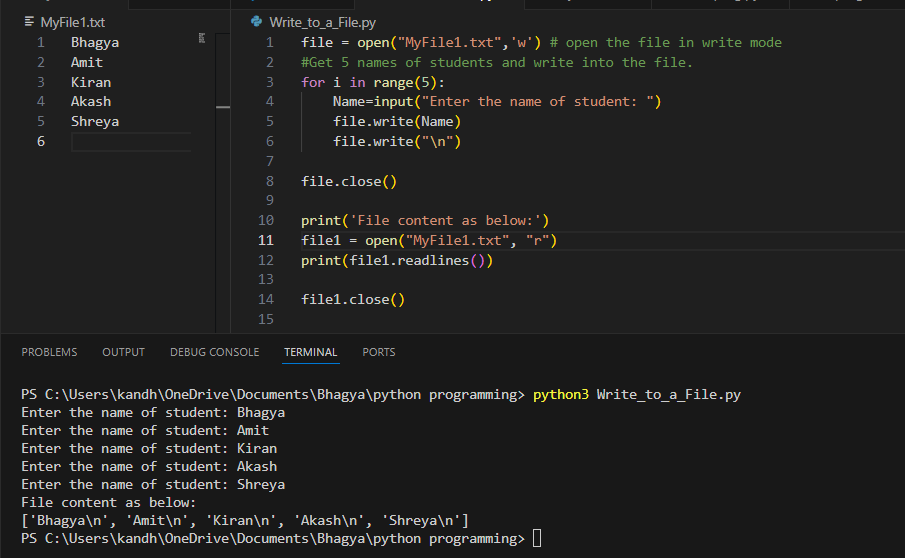 MyFile1.txt
1 Bhagya
2 Amit
3 Kiran
4 Akash
5 Shreya
6
Write_to_a_File.py
1 file = open("MyFile1.txt",'w') # open the file in write mode
2 #Get 5 names of students and write into the file.
3 for i in range(5):
4     Name=input("Enter the name of student: ")
5     file.write(Name)
6     file.write("\n")
7
8 file.close()
9
10 print('File content as below:')
11 file1 = open("MyFile1.txt", "r")
12 print(file1.readlines())
13
14 file1.close()
15
PROBLEMS OUTPUT DEBUG CONSOLE TERMINAL PORTS
PS C:\Users\kandh\OneDrive\Documents\Bhagya\python programming> python3 Write_to_a_File.py
Enter the name of student: Bhagya
Enter the name of student: Amit
Enter the name of student: Kiran
Enter the name of student: Akash
Enter the name of student: Shreya
File content as below:
['Bhagya\n', 'Amit\n', 'Kiran\n', 'Akash\n', 'Shreya\n']
PS C:\Users\kandh\OneDrive\Documents\Bhagya\python programming>